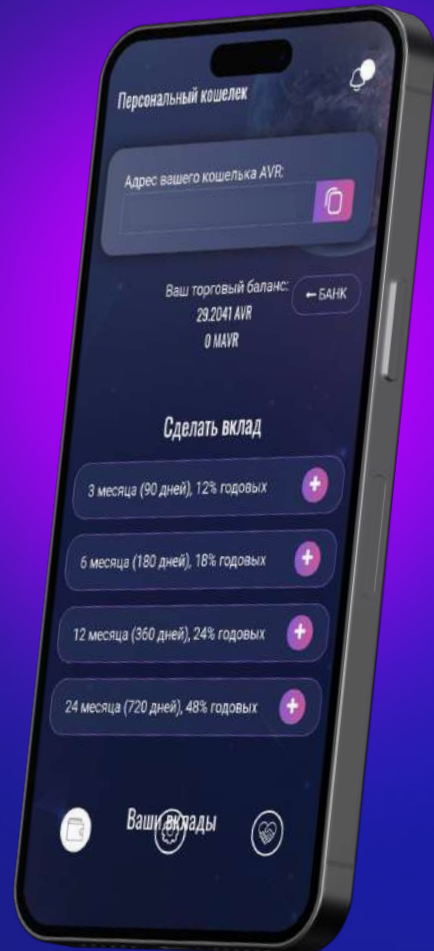 Персональный кошелек
Адрес вашего кошелька AVR:
Ваш торговый баланс:
29.2041 AVR
0 MAVR
← БАНК
Сделать вклад
3 месяца (90 дней), 12% годовых
6 месяца (180 дней), 18% годовых
12 месяца (360 дней), 24% годовых
24 месяца (720 дней), 48% годовых
Ваши вклады